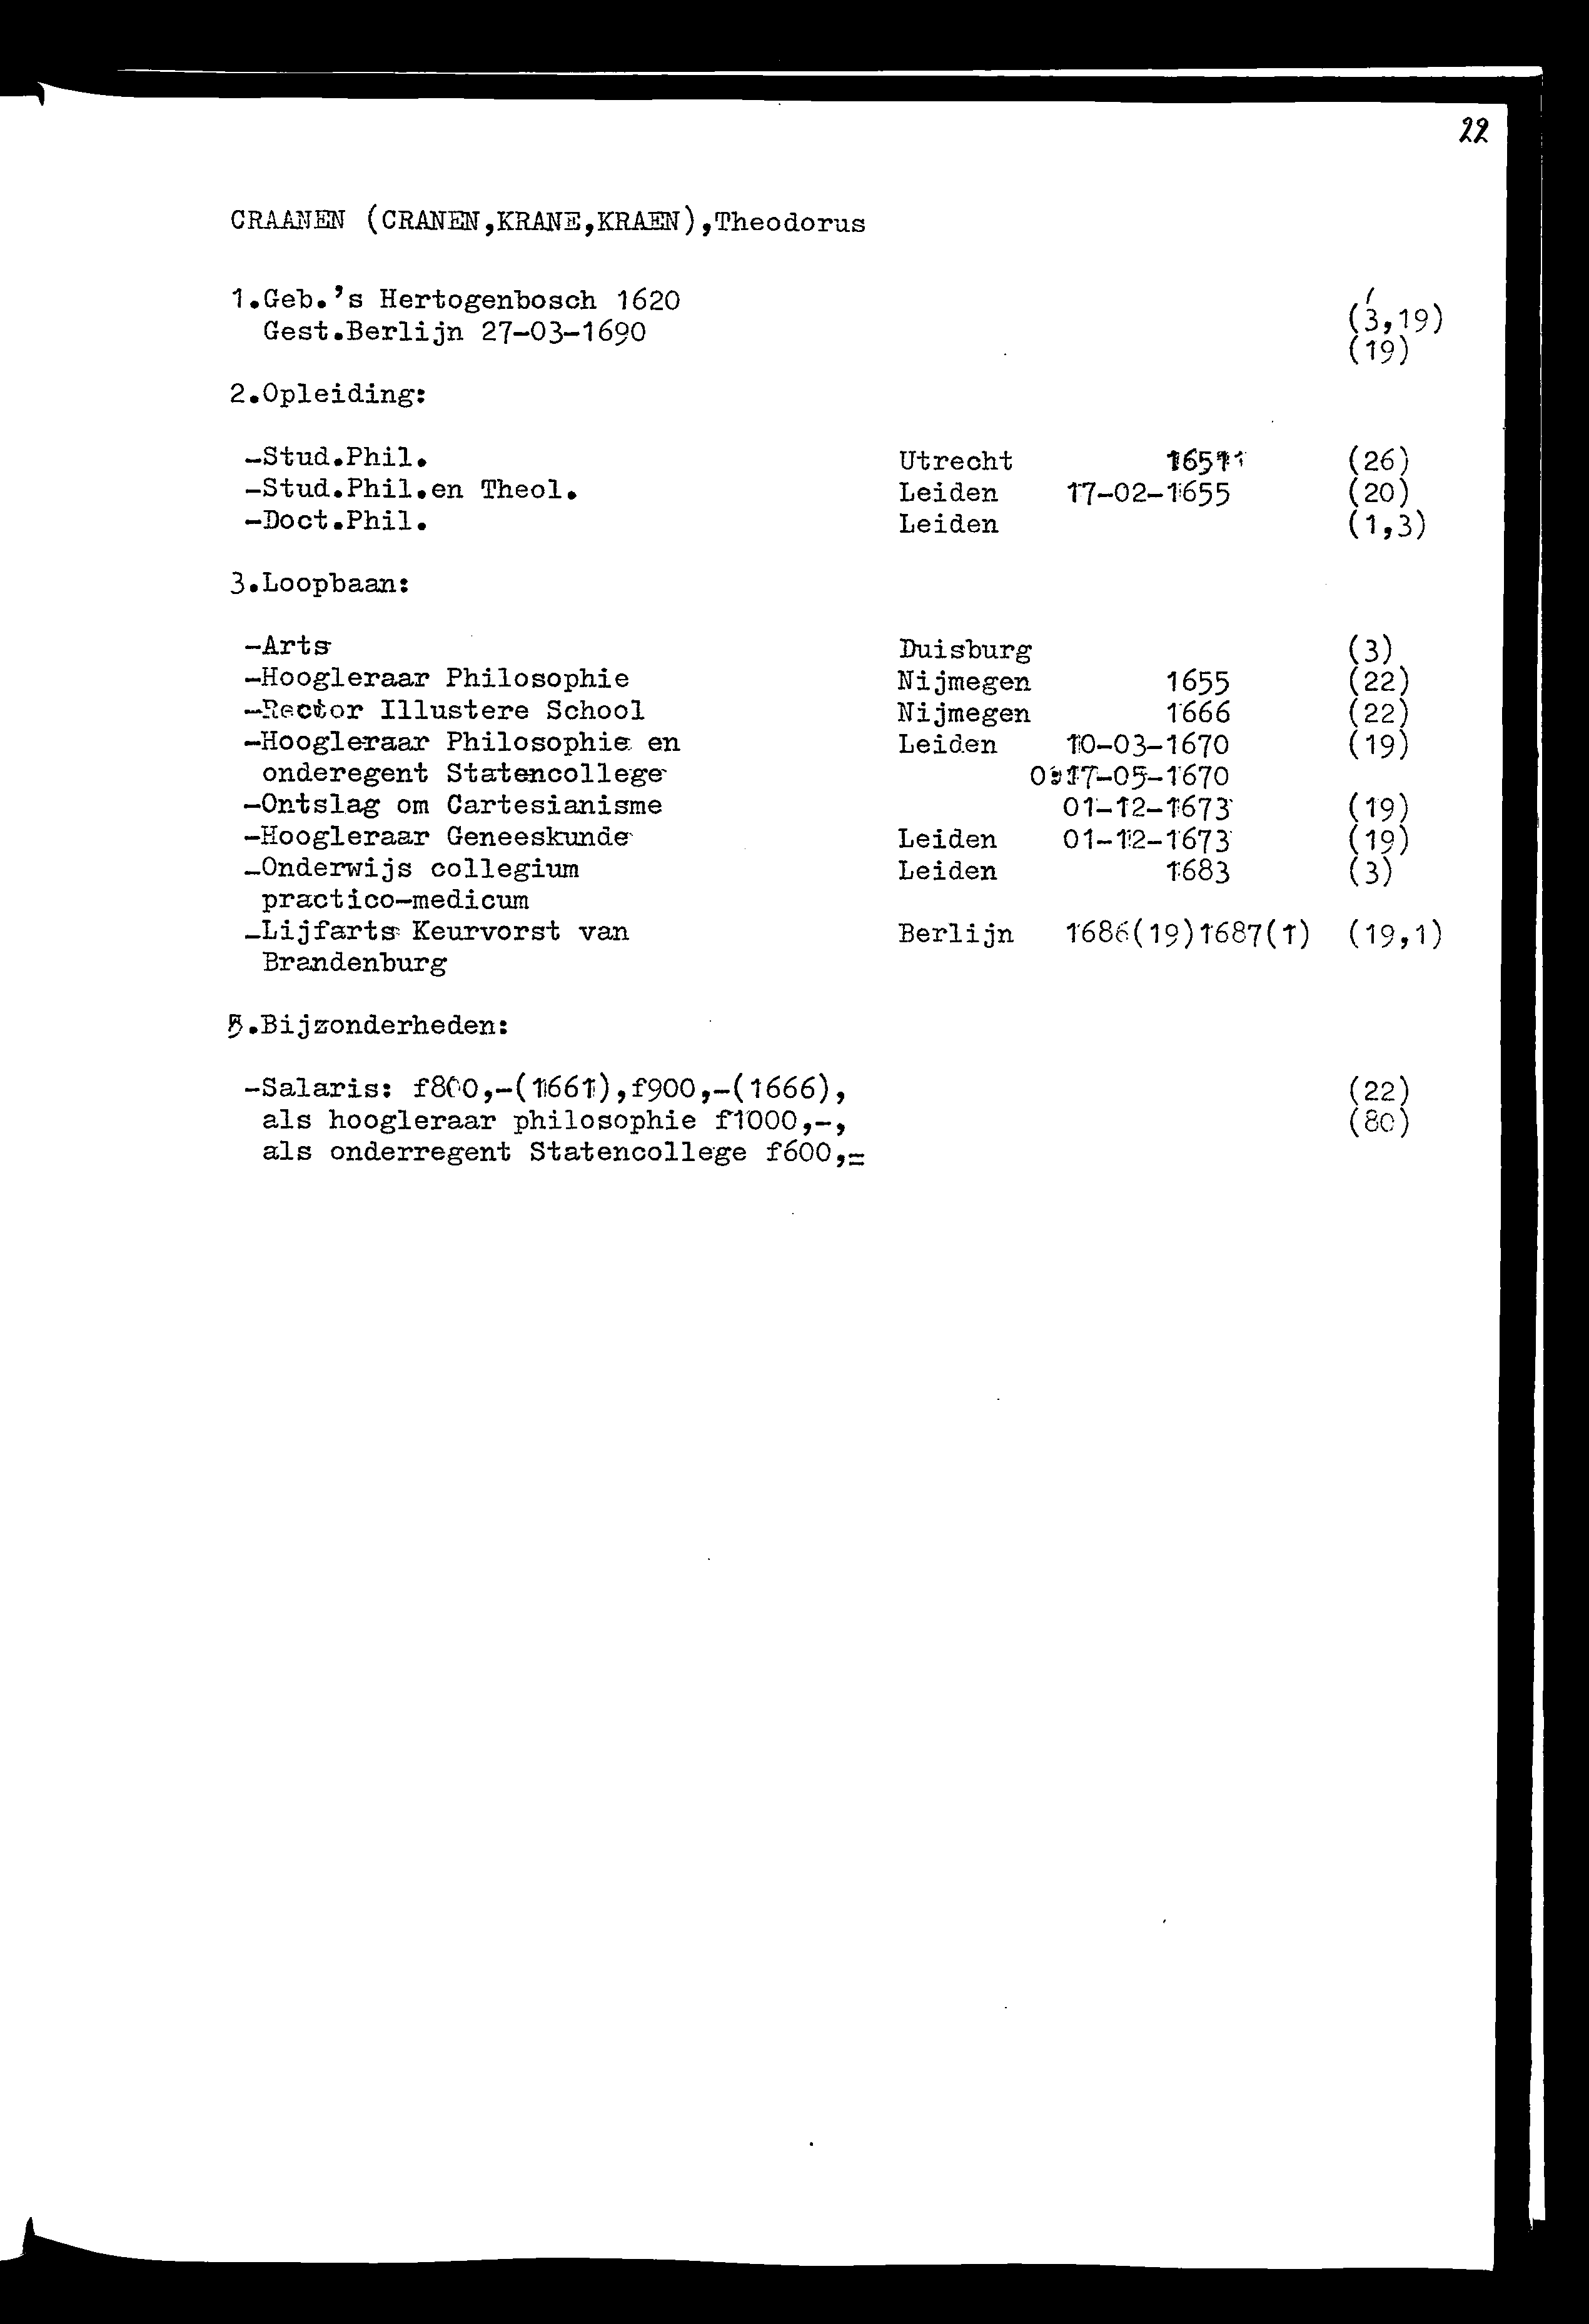 22
CRAANEN (CRANEN,KRANE,KRAEN),Theodorus
1.Geb.'s Hertogenbosch 1620 (3,19)
Gest.Berlijn 27-03-1690 (19)
2.Opleiding:
-Stud.Phil. Utrecht 1651 (26)
-Stud.Phil.en Theol. Leiden 17-02-1655 (20)
-Doct.Phil. Leiden (1,3)
3.Loopbaan:
-Arts Duisburg (3)
-Hoogleraar Philosophie Nijmegen 1655 (22)
-Rector Illustere School Nijmegen 1666 (22)
-Hoogleraar Philosophie en Leiden 10-03-1670 (19)
onderegent Statencollege 17-05-1670
-Ontslag om Cartesianisme 01-12-1673 (19)
-Hoogleraar Geneeskunde Leiden 01-12-1673 (19)
-Onderwijs collegium Leiden 1683 (3)
practico-medicum
-Lijfarts Keurvorst van Berlijn 1686(19)1687(1) (19,1)
Brandenburg
5.Bijzonderheden:
-Salaris: f800,-(1661),f900,-(1666), (22)
als hoogleraar philosophie f1000,-, (80)
als onderregent Statencollege f600,=